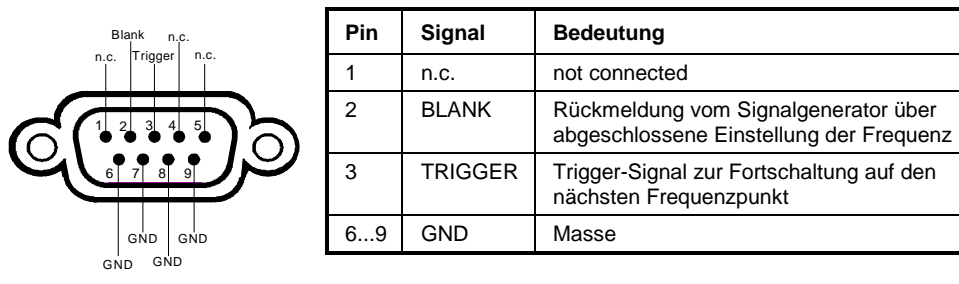 Blank n.c.
n.c. Trigger n.c.
1 2 3 4 5
6 7 8 9
GND GND
GND GND
Pin Signal Bedeutung
1 n.c. not connected
2 BLANK Rückmeldung vom Signalgenerator über
abgeschlossene Einstellung der Frequenz
3 TRIGGER Trigger-Signal zur Fortschaltung auf den
nächsten Frequenzpunkt
6...9 GND Masse